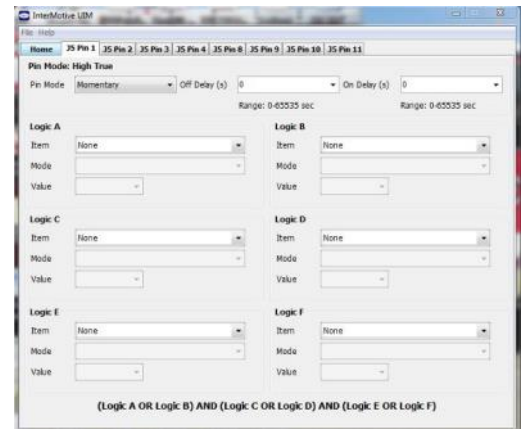 InterMotive UIM
File Help
Home J5 Pin 1 J5 Pin 2 J5 Pin 3 J5 Pin 4 J5 Pin 8 J5 Pin 9 J5 Pin 10 J5 Pin 11
Pin Mode: High True
Pin Mode Momentary Off Delay (s) 0 On Delay (s) 0
Range: 0-65535 sec Range: 0-65535 sec
Logic A Logic B
Item None Item None
Mode Mode
Value Value
Logic C Logic D
Item None Item None
Mode Mode
Value Value
Logic E Logic F
Item None Item None
Mode Mode
Value Value
(Logic A OR Logic B) AND (Logic C OR Logic D) AND (Logic E OR Logic F)